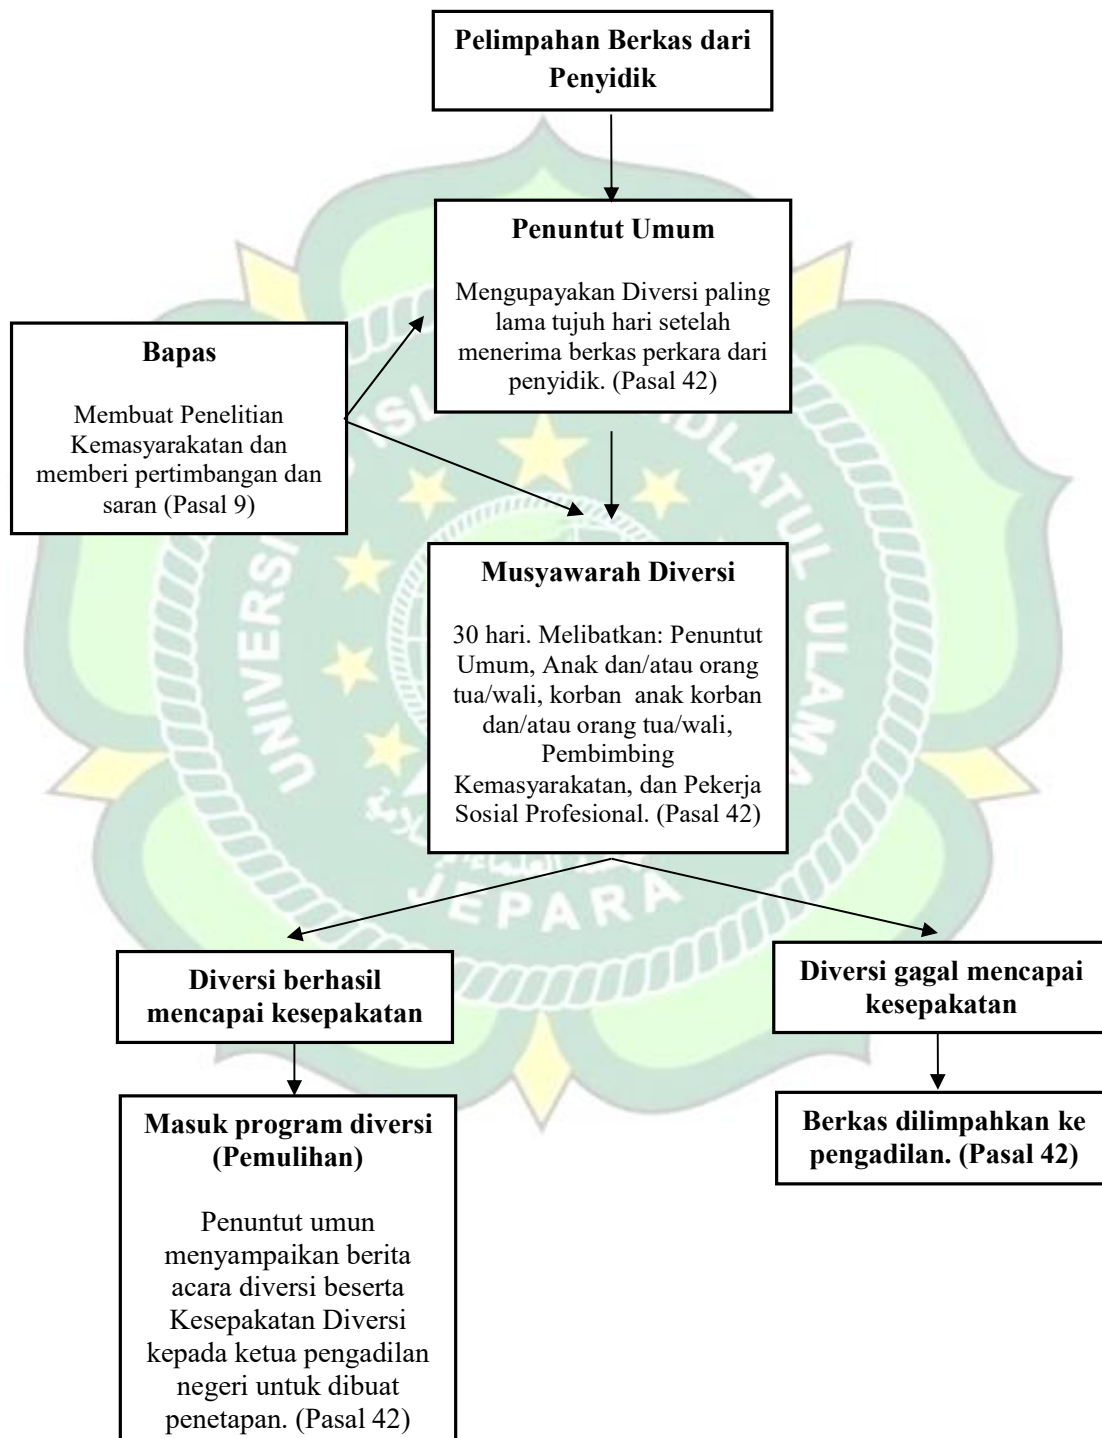 Pelimpahan Berkas dari
Penyidik
Penuntut Umum
Mengupayakan Diversi paling
lama tujuh hari setelah
menerima berkas perkara dari
penyidik. (Pasal 42)
Bapas
Membuat Penelitian
Kemasyarakatan dan
memberi pertimbangan dan
saran (Pasal 9)
Musyawarah Diversi
30 hari. Melibatkan: Penuntut
Umum, Anak dan/atau orang
tua/wali, korban anak korban
dan/atau orang tua/wali,
Pembimbing
Kemasyarakatan, dan Pekerja
Sosial Profesional. (Pasal 42)
Diversi berhasil
mencapai kesepakatan
Diversi gagal mencapai
kesepakatan
Masuk program diversi
(Pemulihan)
Penuntut umun
menyampaikan berita
acara diversi beserta
Kesepakatan Diversi
kepada ketua pengadilan
negeri untuk dibuat
penetapan. (Pasal 42)
Berkas dilimpahkan ke
pengadilan. (Pasal 42)
ULAMA
JEPARA